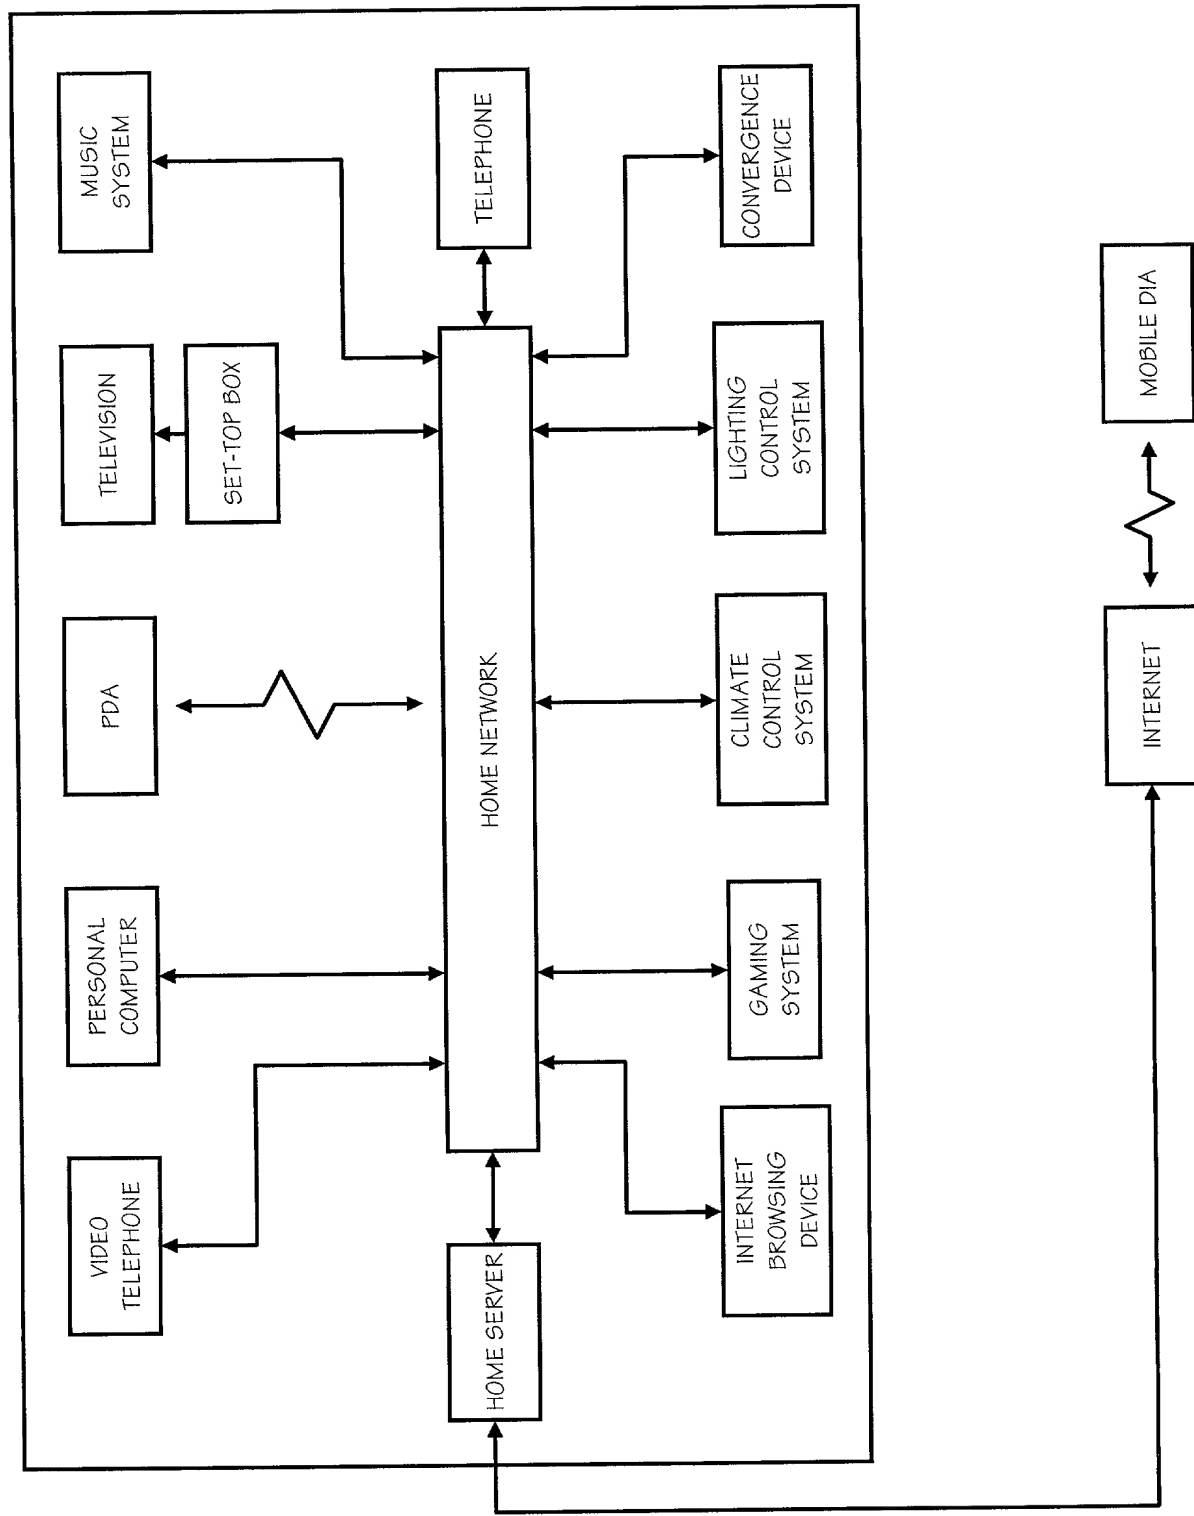 VIDEO
TELEPHONE
PERSONAL
COMPUTER
PDA
TELEVISION
SET-TOP BOX
MUSIC
SYSTEM
HOME SERVER
HOME NETWORK
TELEPHONE
INTERNET
BROWSING
DEVICE
GAMING
SYSTEM
CLIMATE
CONTROL
SYSTEM
LIGHTING
CONTROL
SYSTEM
CONVERGENCE
DEVICE
INTERNET
MOBILE DIA